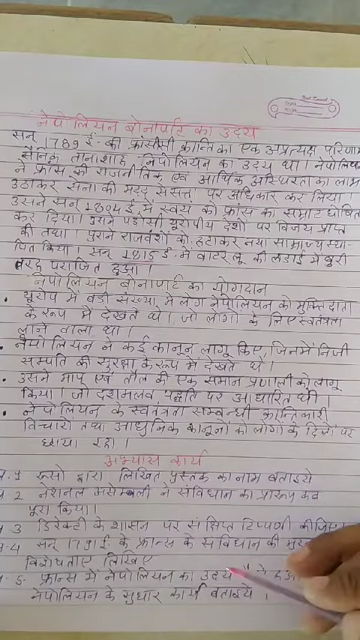 नेपोलियन बोनापार्ट का उदय
सन् 1789 ई. की फ्रांसीसी क्रान्ति का एक अप्रत्यक्ष परिणाम
सैनिक तानाशाह नेपोलियन का उदय था। नेपोलियन
ने फ्रांस की राजनीतिक एवं आर्थिक अस्थिरता का लाभ
उठाकर सेना की मदद से सत्ता पर अधिकार कर लिया।
उसने सन् 1804 ई में स्वयं को फ्रांस का सम्राट घोषित
कर दिया। पुराने पडोसी यूरोपीय देशो पर विजय प्राप्त
की तथा। पुराने राजवंशो को हटाकर नया साम्राज्य स्था-
पित किया। सन् 1815 ई. में वाटर लू की लडाई में बुरी
तरह पराजित हुआ।
नेपोलियन बोनापार्ट का योगदान
• यूरोप में बडी संख्या में लोग नेपोलियन को मुक्ति दाता
के रूप में देखते थे। जो लोगों के लिए स्वतंत्रता
लाने वाला था।
• नेपोलियन ने कई कानून लागू किए, जिनमें निजी
सम्पति की सुरक्षा के रूप में देखते थे।
• उसने माप एवं तौल की एक समान प्रणाली को लागू
किया जो दशमलव पद्धति पर आधारित थी।
• नेपोलियन के स्वतंत्रता सम्बन्धी क्रान्तिकारी
विचारो तथा आधुनिक कानूनों को लोगो के दिलों पर
छाया रहा।
अभ्यास कार्य
1 रूसो द्वारा लिखित पुस्तक का नाम बताइये
2 नेशनल असेम्बली ने संविधान का प्रारूप कब
पूरा किया।
3 डिरेक्ट्री के शासन पर संक्षिप्त टिप्पणी कीजिए
4 सन् 1791 ई. के फ्रान्स के संविधान की मुख्य
विशेषताए लिखिए
5. फ्रान्स में नेपोलियन का उदय
नेपोलियन के सुधार कार्य बताइये।